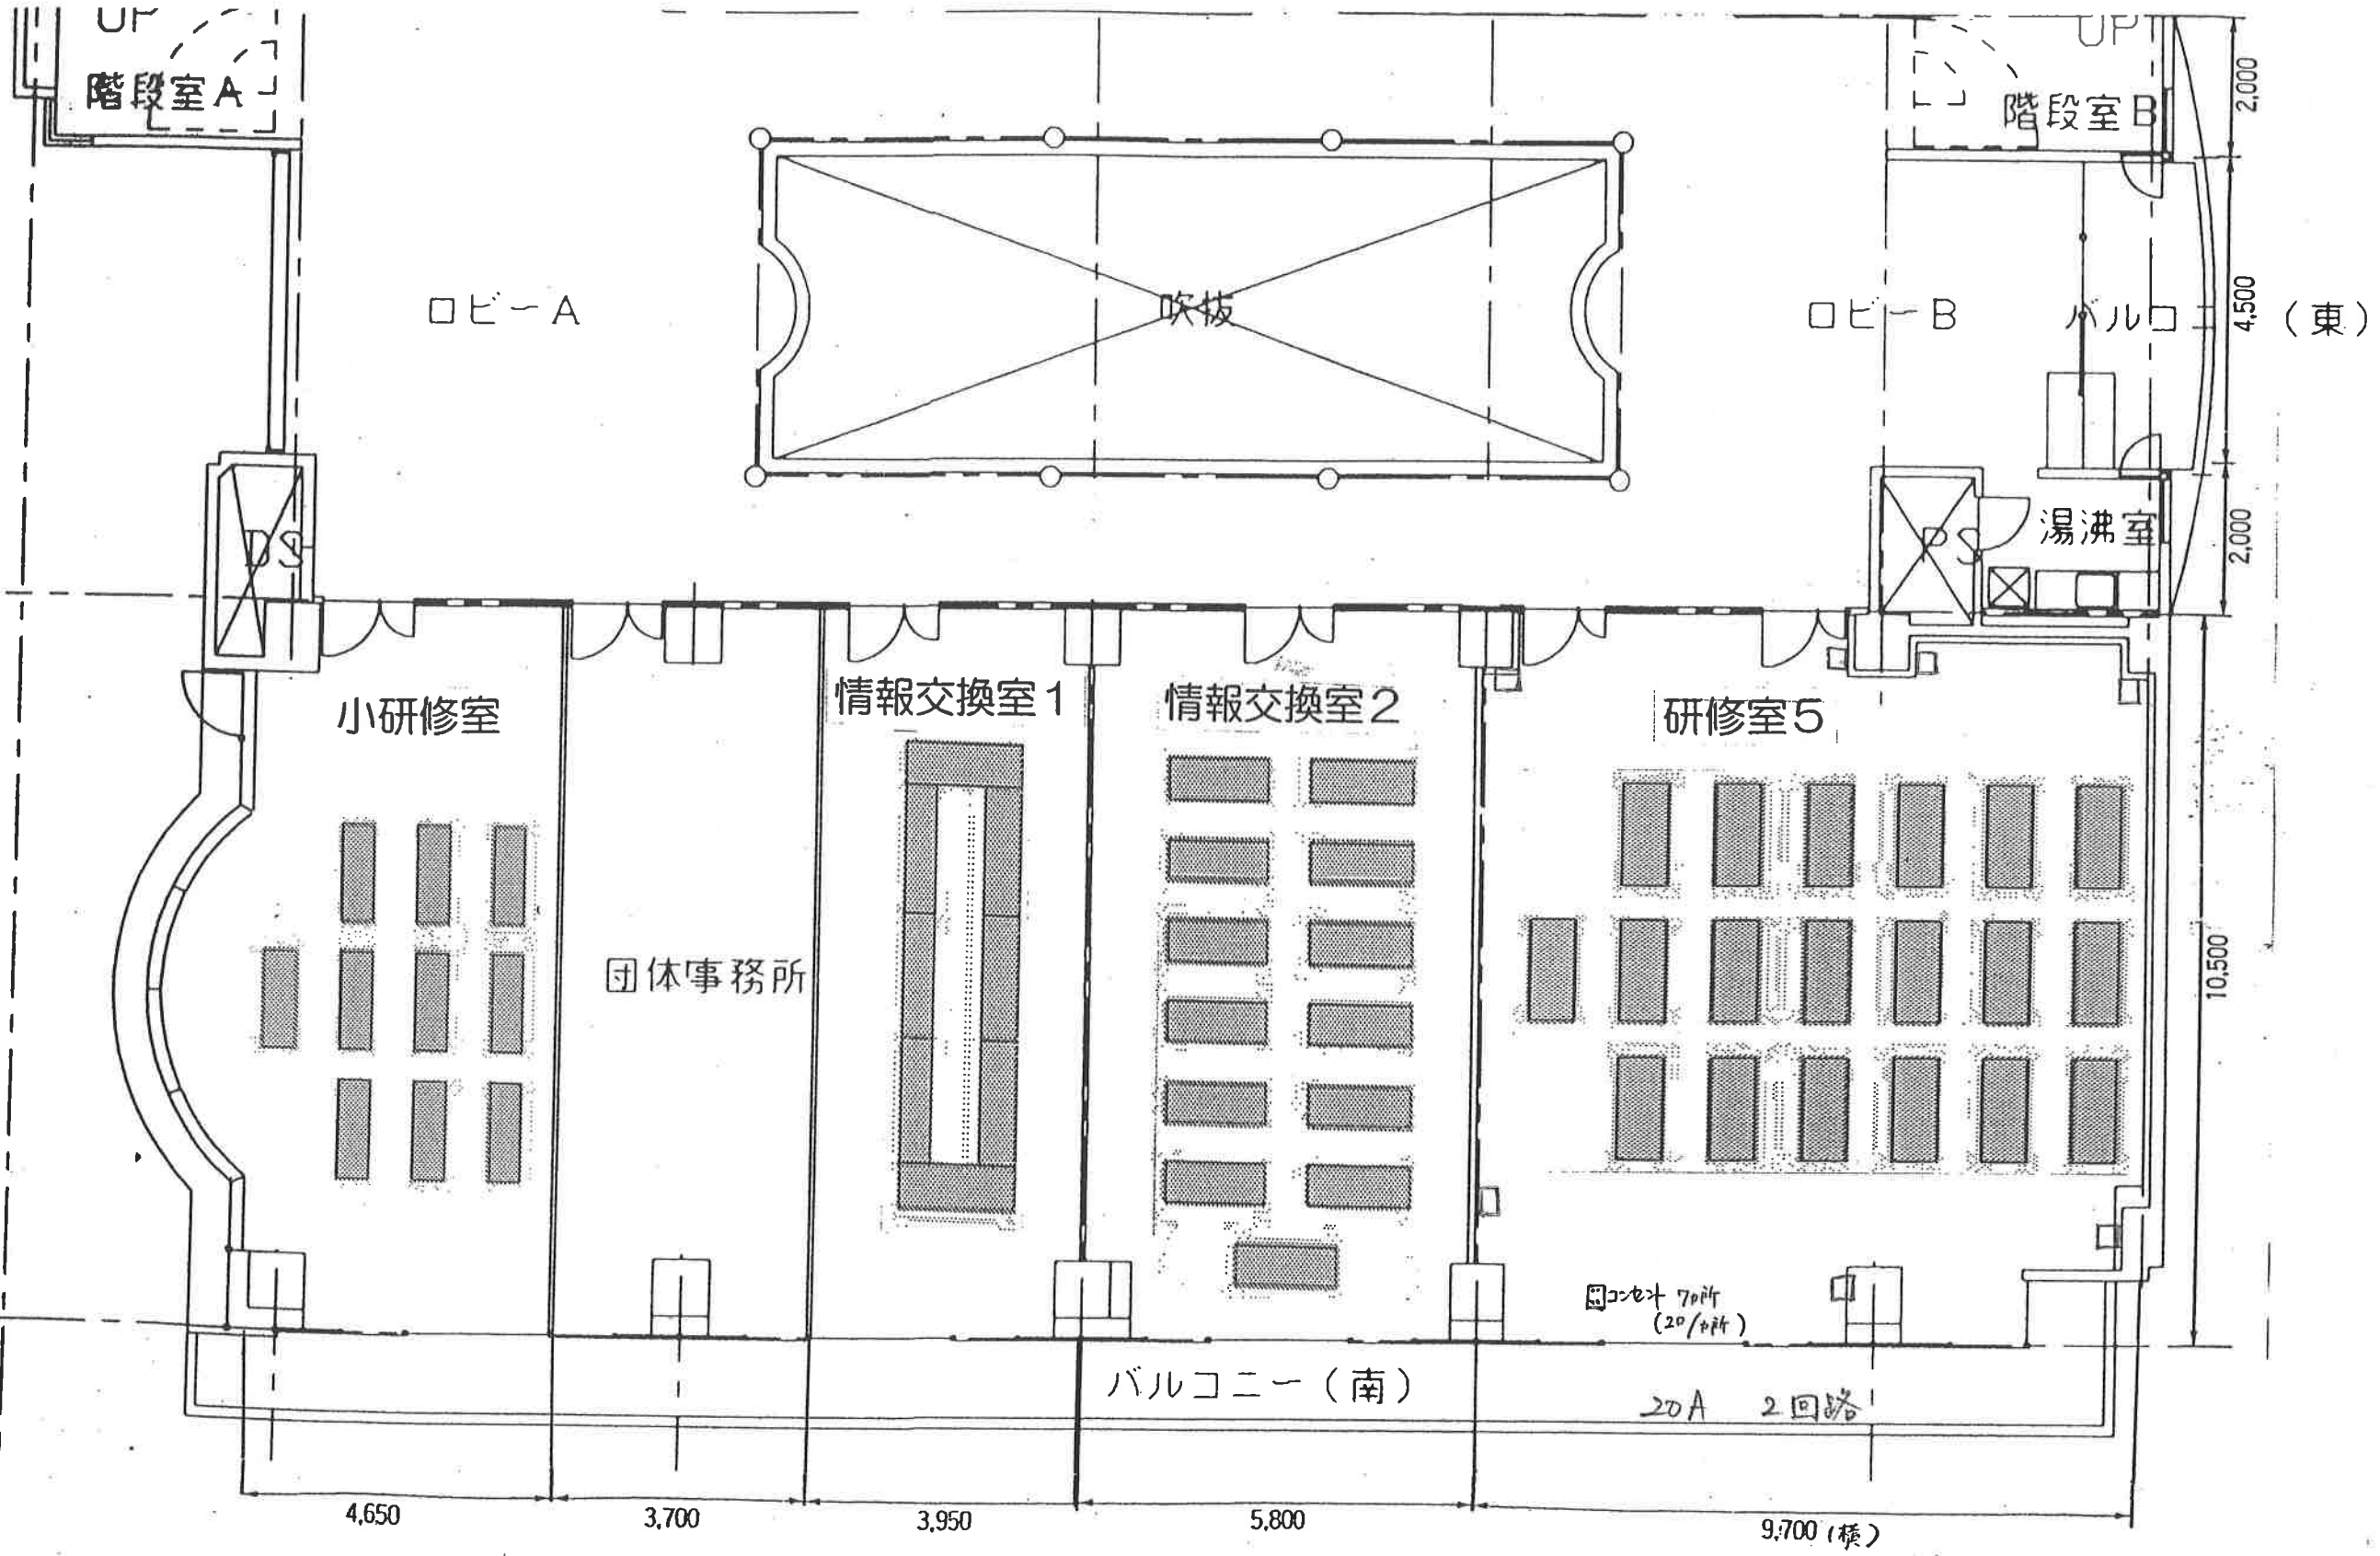 UP
階段室A
UP
階段室B
2,000
ロビーA
吹抜
ロビーB
バルコニ
(東)
4,500
PS
PS
湯沸室
2,000
小研修室
情報交換室1
情報交換室2
研修室5
団体事務所
10,500
コンセント 7ヶ所
(20/ヶ所)
バルコニー(南)
20A 2回路
4,650
3,700
3,950
5,800
9,700(横)